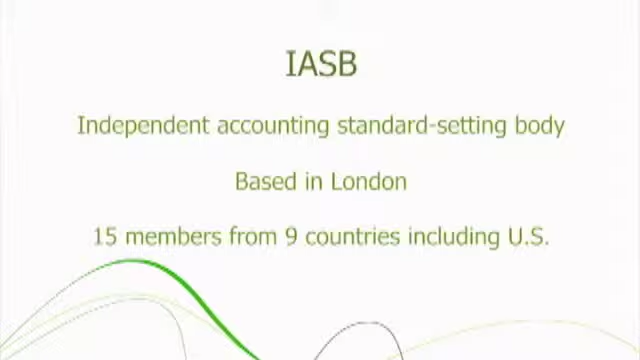 IASB
Independent accounting standard-setting body
Based in London
15 members from 9 countries including U.S.